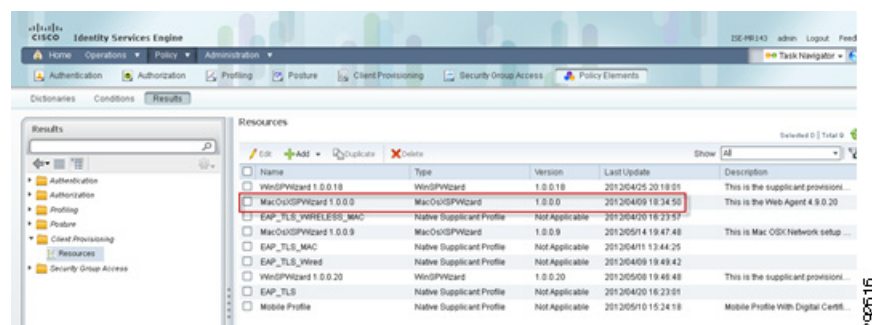 CISCO Identity Services Engine
ISE-MR143 admin Logout Feed
Home Operations Policy Administration
Task Navigator
Authentication Authorization Profiling Posture Client Provisioning Security Group Access Policy Elements
Dictionaries Conditions Results
Results
Authentication
Authorization
Profiling
Posture
Client Provisioning
Resources
Security Group Access
Resources
Selected 0 | Total 9
Edit Add Duplicate Delete Show All
Name Type Version Last Update Description
WinSPWizard 1.0.0.18 WinSPWizard 1.0.0.18 2012/04/25 20:18:01 This is the supplicant provisioni...
MacOsXSPWizard 1.0.0.0 MacOsXSPWizard 1.0.0.0 2012/04/09 18:34:50 This is the Web Agent 4.9.0.20
EAP_TLS_WIRELESS_MAC Native Supplicant Profile Not Applicable 2012/04/20 16:23:57
MacOsXSPWizard 1.0.0.9 MacOsXSPWizard 1.0.0.9 2012/05/14 19:47:48 This is Mac OSX Network setup ...
EAP_TLS_MAC Native Supplicant Profile Not Applicable 2012/04/11 13:44:25
EAP_TLS_Wired Native Supplicant Profile Not Applicable 2012/04/09 19:49:42
WinSPWizard 1.0.0.20 WinSPWizard 1.0.0.20 2012/05/08 19:46:48 This is the supplicant provisioni...
EAP_TLS Native Supplicant Profile Not Applicable 2012/04/20 16:23:01
Mobile Profile Native Supplicant Profile Not Applicable 2012/05/10 15:24:18 Mobile Profile With Digital Certifi...